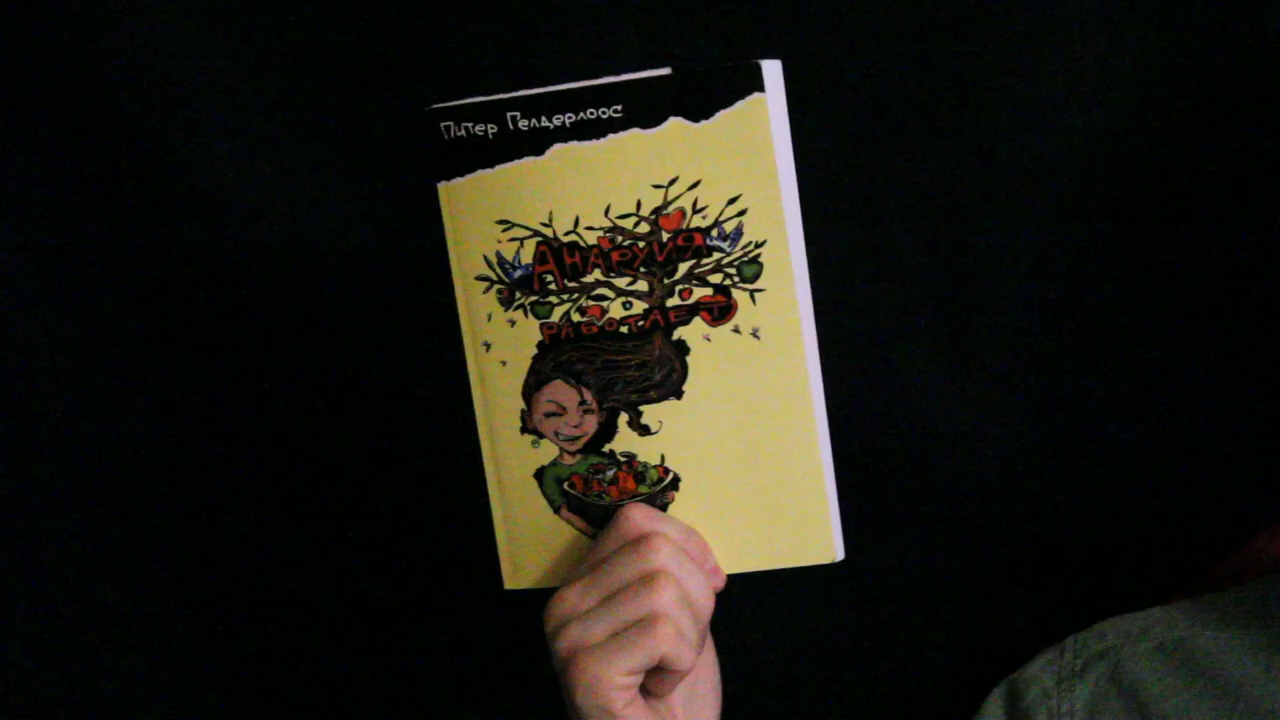 Питер Гелдерлоос
Анархия
работает